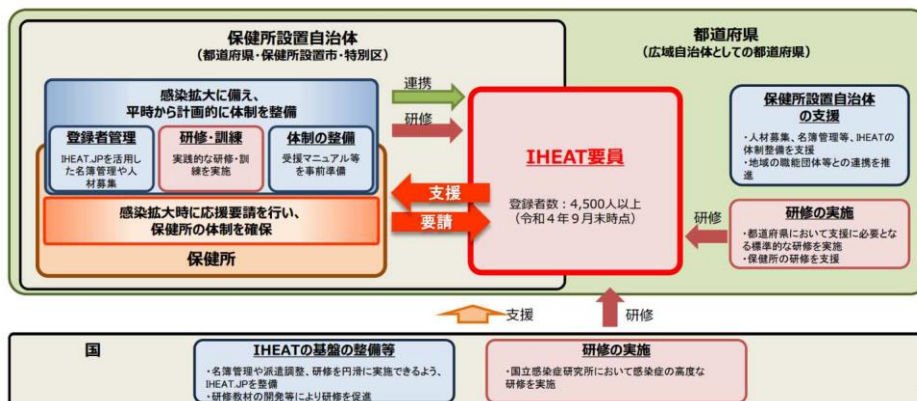 保健所設置自治体
(都道府県・保健所設置市・特別区)
都道府県
(広域自治体としての都道府県)
感染拡大に備え、
平時から計画的に体制を整備
登録者管理
IHEAT.JPを活用し
た名簿管理や人
材募集
研修・訓練
実践的な研修・訓
練を実施
体制の整備
受援マニュアル等
を事前準備
感染拡大時に応援要請を行い、
保健所の体制を確保
保健所
連携
研修
支援
要請
IHEAT要員
登録者数：4,500人以上
(令和4年9月末時点)
保健所設置自治体
の支援
・人材募集、名簿管理等、IHEATの
体制整備を支援
・地域の職能団体等との連携を推
進
研修
研修の実施
・都道府県において支援に必要とな
る標準的な研修を実施
・保健所の研修を支援
支援
研修
国
IHEATの基盤の整備等
・名簿管理や派遣調整、研修を円滑に実施できるよう、
IHEAT.JPを整備
・研修教材の開発等により研修を促進
研修の実施
・国立感染症研究所において感染症の高度な
研修を実施